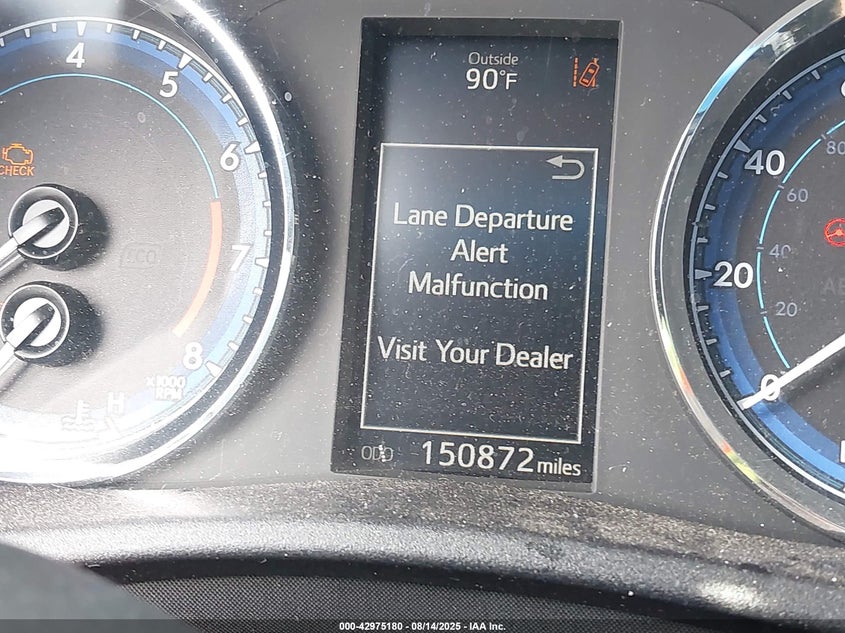 4
5
6
7
8
x1000
RPM
CHECK
ECO
H
Outside
90°F
Lane Departure
Alert
Malfunction
Visit Your Dealer
ODO 150872 miles
40
20
0
80
60
40
20
000-42975180 - 08/14/2025 - IAA Inc.